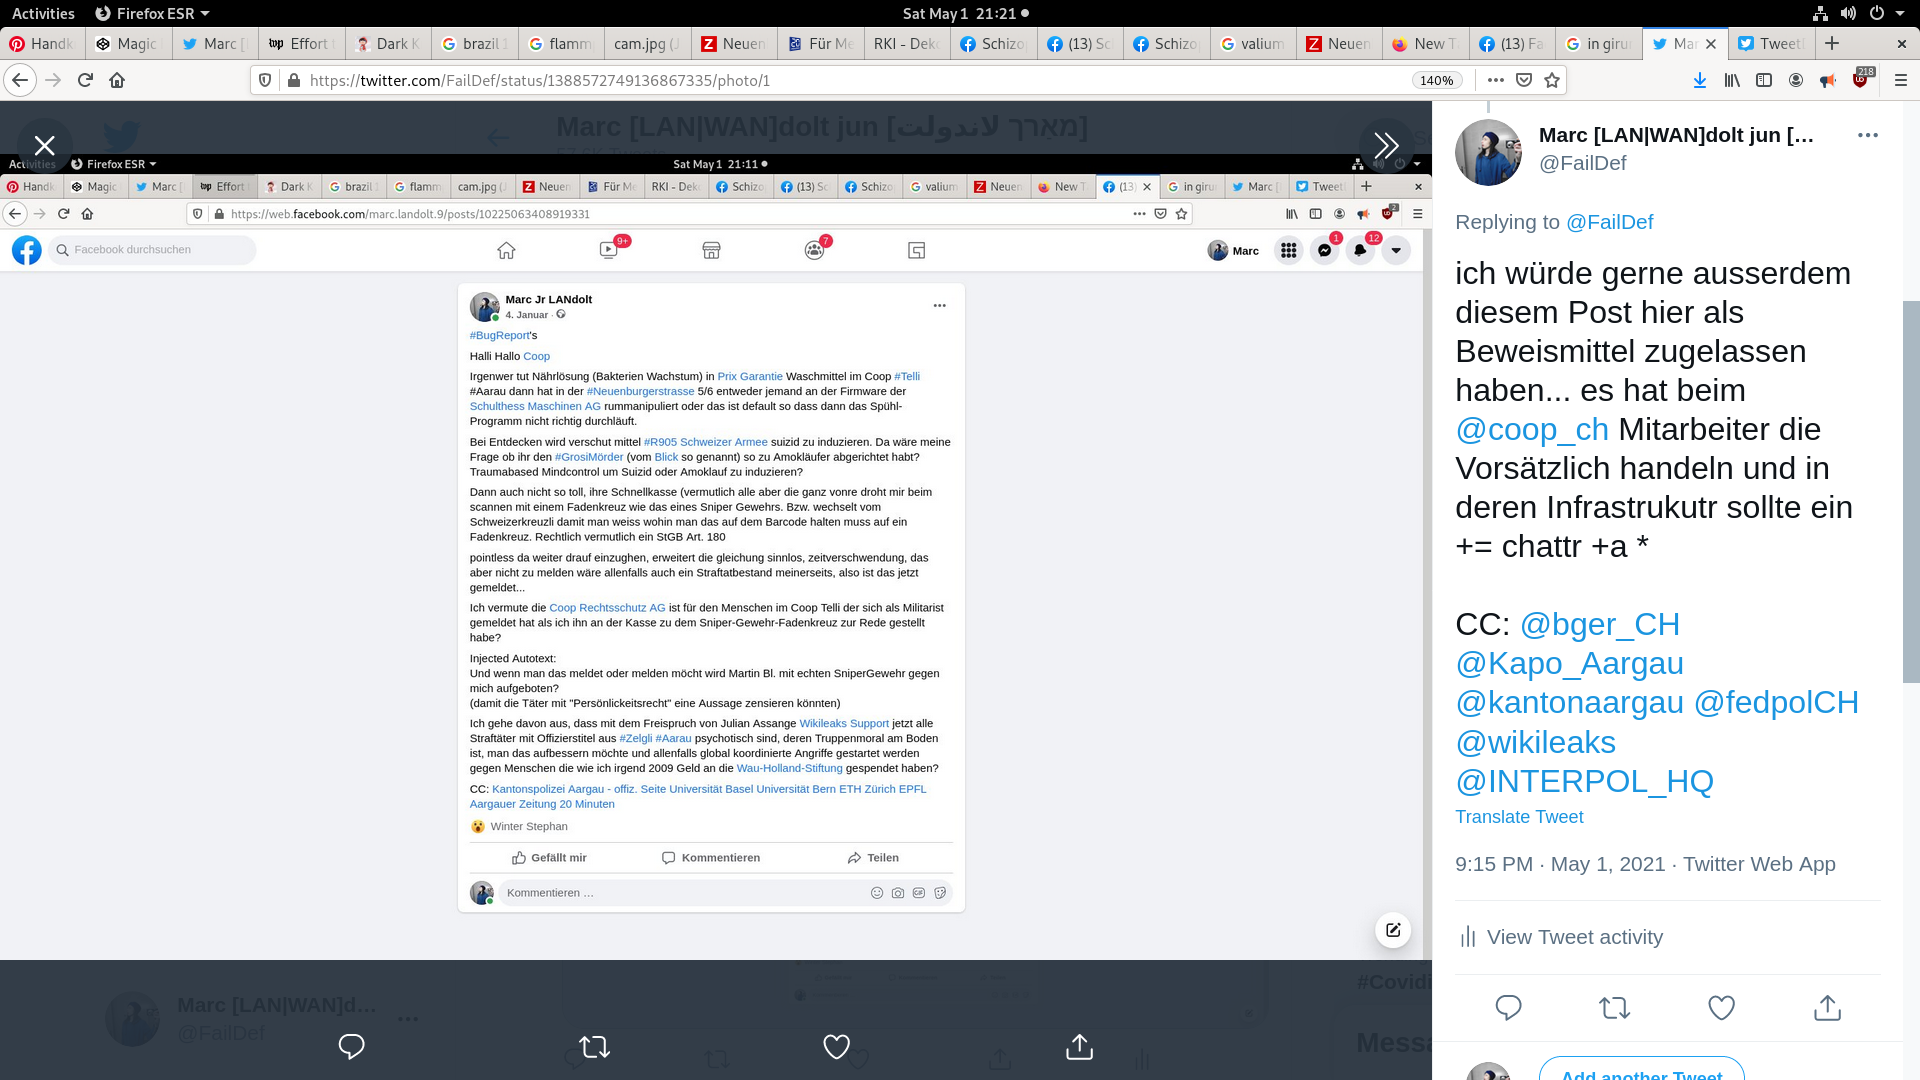 Activities Firefox ESR Sat May 1 21:21
Handk Magic Marc [ Effort Dark K brazil 1 flamm cam.jpg (J Neuen Für Me RKI - Dek Schizo (13) Sc Schizo valium Neuen New T (13) Fa in girun Mar Tweet
https://twitter.com/FailDef/status/1388572749136867335/photo/1 140% 218
Activities Firefox ESR Sat May 1 21:11
Handk Magic Marc [ Effort Dark K brazil 1 flamm cam.jpg (J Neuen Für Me RKI - Dek Schizo (13) Sc Schizo valium Neuen New T (13) in girun Marc [ Tweet
https://web.facebook.com/marc.landolt.9/posts/10225063408919331 2
Facebook durchsuchen 9+ 7 Marc 1 12
Marc Jr LANdolt
4. Januar ·
#BugReport's
Halli Hallo Coop
Irgenwer tut Nährlösung (Bakterien Wachstum) in Prix Garantie Waschmittel im Coop #Telli
#Aarau dann hat in der #Neuenburgerstrasse 5/6 entweder jemand an der Firmware der
Schulthess Maschinen AG rummanipuliert oder das ist default so dass dann das Spühl-
Programm nicht richtig durchläuft.
Bei Entdecken wird verschut mittel #R905 Schweizer Armee suizid zu induzieren. Da wäre meine
Frage ob ihr den #GrosiMörder (vom Blick so genannt) so zu Amokläufer abgerichtet habt?
Traumabased Mindcontrol um Suizid oder Amoklauf zu induzieren?
Dann auch nicht so toll, ihre Schnellkasse (vermutlich alle aber die ganz vonre droht mir beim
scannen mit einem Fadenkreuz wie das eines Sniper Gewehrs. Bzw. wechselt vom
Schweizerkreuzli damit man weiss wohin man das auf dem Barcode halten muss auf ein
Fadenkreuz. Rechtlich vermutlich ein StGB Art. 180
pointless da weiter drauf einzughen, erweitert die gleichung sinnlos, zeitverschwendung, das
aber nicht zu melden wäre allenfalls auch ein Straftatbestand meinerseits, also ist das jetzt
gemeldet...
Ich vermute die Coop Rechtsschutz AG ist für den Menschen im Coop Telli der sich als Militarist
gemeldet hat als ich ihn an der Kasse zu dem Sniper-Gewehr-Fadenkreuz zur Rede gestellt
habe?
Injected Autotext:
Und wenn man das meldet oder melden möcht wird Martin Bl. mit echten SniperGewehr gegen
mich aufgeboten?
(damit die Täter mit "Persönlickeitsrecht" eine Aussage zensieren könnten)
Ich gehe davon aus, dass mit dem Freispruch von Julian Assange Wikileaks Support jetzt alle
Straftäter mit Offizierstitel aus #Zelgli #Aarau psychotisch sind, deren Truppenmoral am Boden
ist, man das aufbessern möchte und allenfalls global koordinierte Angriffe gestartet werden
gegen Menschen die wie ich irgend 2009 Geld an die Wau-Holland-Stiftung gespendet haben?
CC: Kantonspolizei Aargau - offiz. Seite Universität Basel Universität Bern ETH Zürich EPFL
Aargauer Zeitung 20 Minuten
Winter Stephan
Gefällt mir Kommentieren Teilen
Kommentieren ...
Marc [LAN|WAN]dolt jun [מאַרך لاندولت]
Marc [LAN|WAN]d...
@FailDef
#Covid
Messa
Marc [LAN|WAN]dolt jun [...
@FailDef
Replying to @FailDef
ich würde gerne ausserdem
diesem Post hier als
Beweismittel zugelassen
haben... es hat beim
@coop_ch Mitarbeiter die
Vorsätzlich handeln und in
deren Infrastrukutr sollte ein
+= chattr +a *
CC: @bger_CH
@Kapo_Aargau
@kantonaargau @fedpolCH
@wikileaks
@INTERPOL_HQ
Translate Tweet
9:15 PM · May 1, 2021 · Twitter Web App
View Tweet activity
Add another Tweet